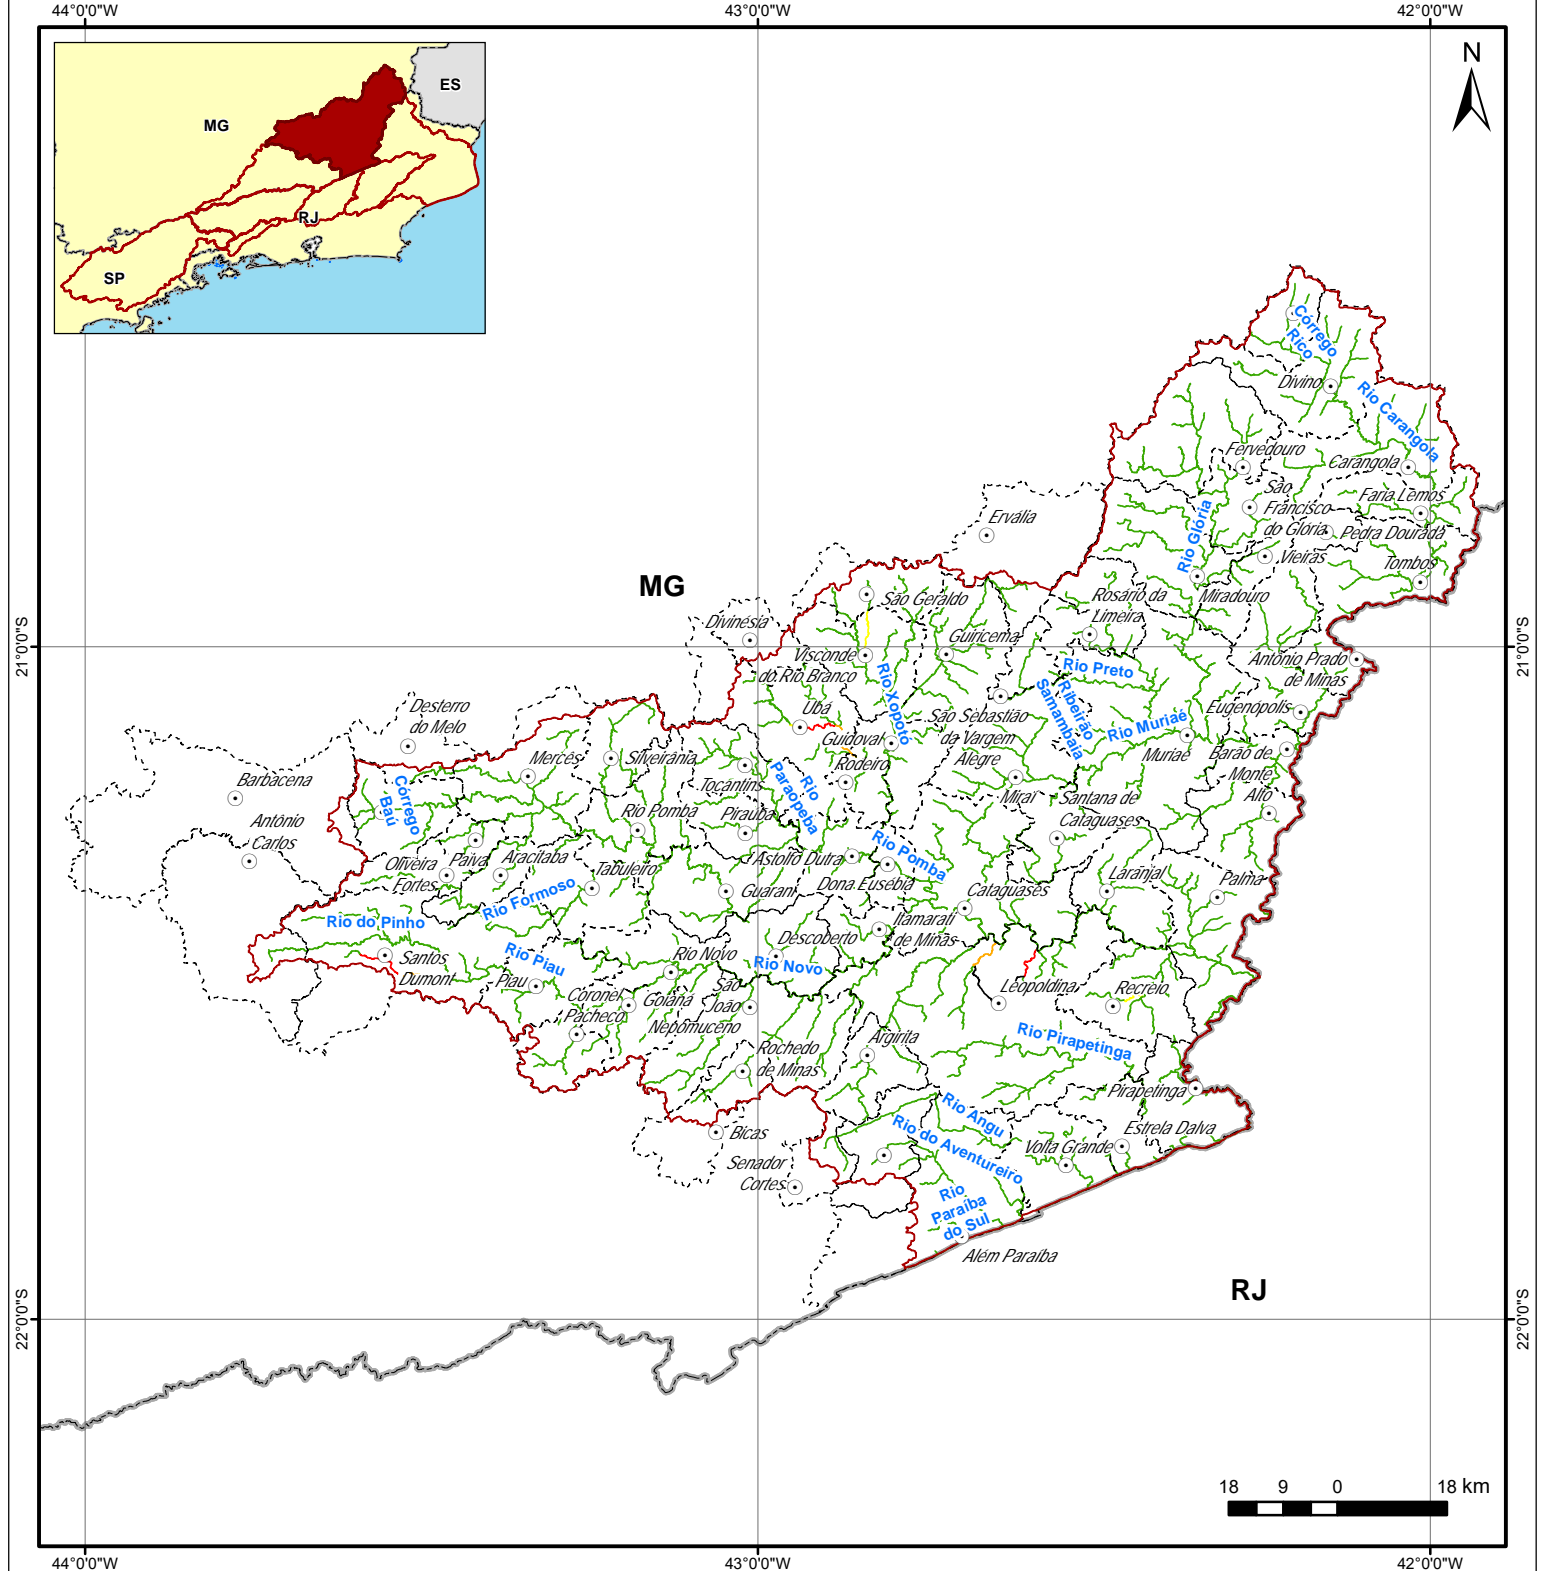 44°0'0"W
43°0'0"W
42°0'0"W
N
ES
MG
RJ
SP
Córrego
Rico
Divino
Rio Carangola
Fervedouro
Carangola
São
Francisco
do Glória
Faria Lemos
Rio Glória
Pedra Dourada
Ervália
Vieiras
Tombos
MG
Miradouro
Rosário da
Limeira
São Geraldo
Divinésia
Guiricema
21°0'0"S
21°0'0"S
Visconde
do Rio Branco
Rio Preto
Antônio Prado
de Minas
Rio Xopotó
Ribeirão
Samambaia
Desterro
do Melo
Ubá
São Sebastião
da Vargem
Alegre
Rio Muriaé
Eugenópolis
Guidoval
Muriaé
Barão de
Monte
Alto
Mercês
Silveirânia
Rodeiro
Tocantins
Rio
Paraopeba
Barbacena
Córrego
Baú
Miraí
Santana de
Cataguases
Antônio
Carlos
Rio Pomba
Piraúba
Rio Pomba
Oliveira
Fortes
Paiva
Aracitaba
Tabuleiro
Astolfo Dutra
Dona Eusébia
Laranjal
Palma
Guarani
Cataguases
Rio Formoso
Rio do Pinho
Itamarati
de Minas
Descoberto
Santos
Dumont
Rio Piau
Rio Novo
Rio Novo
Piau
Coronel
Pacheco
Goianá
São
João
Nepomuceno
Leopoldina
Recreio
Rio Pirapetinga
Argirita
Rochedo
de Minas
Pirapetinga
Rio Angu
Rio do Aventureiro
Bicas
Estrela Dalva
Volta Grande
Senador
Cortes
Rio
Paraíba
do Sul
Além Paraíba
RJ
22°0'0"S
22°0'0"S
18 9 0 18 km
44°0'0"W
43°0'0"W
42°0'0"W